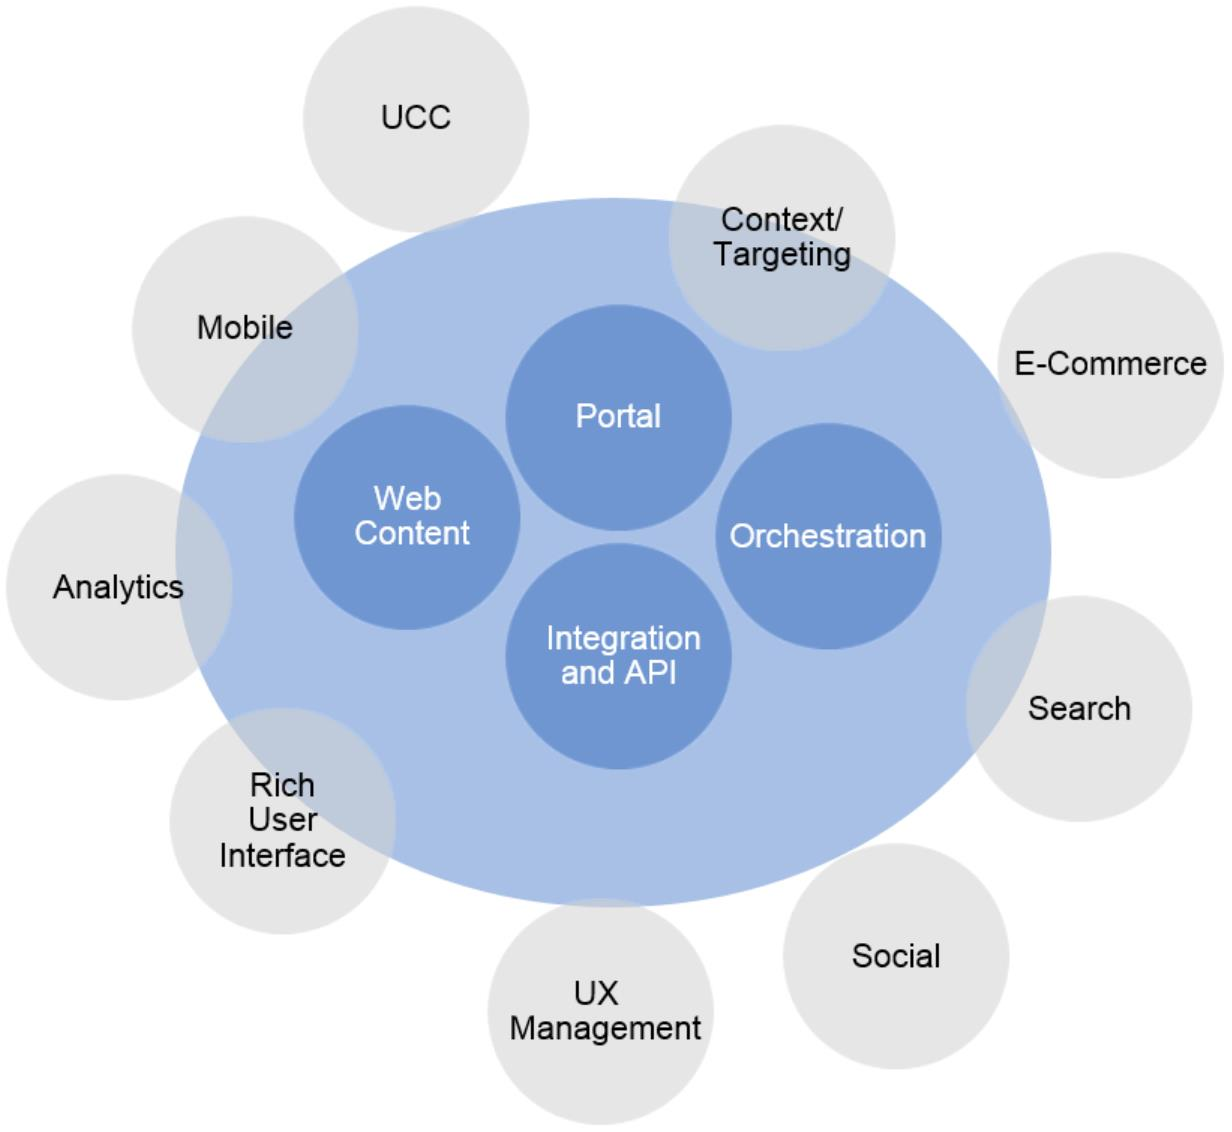 UCC
Context/
Targeting
Mobile
E-Commerce
Portal
Web
Content
Orchestration
Analytics
Integration
and API
Search
Rich
User
Interface
Social
UX
Management